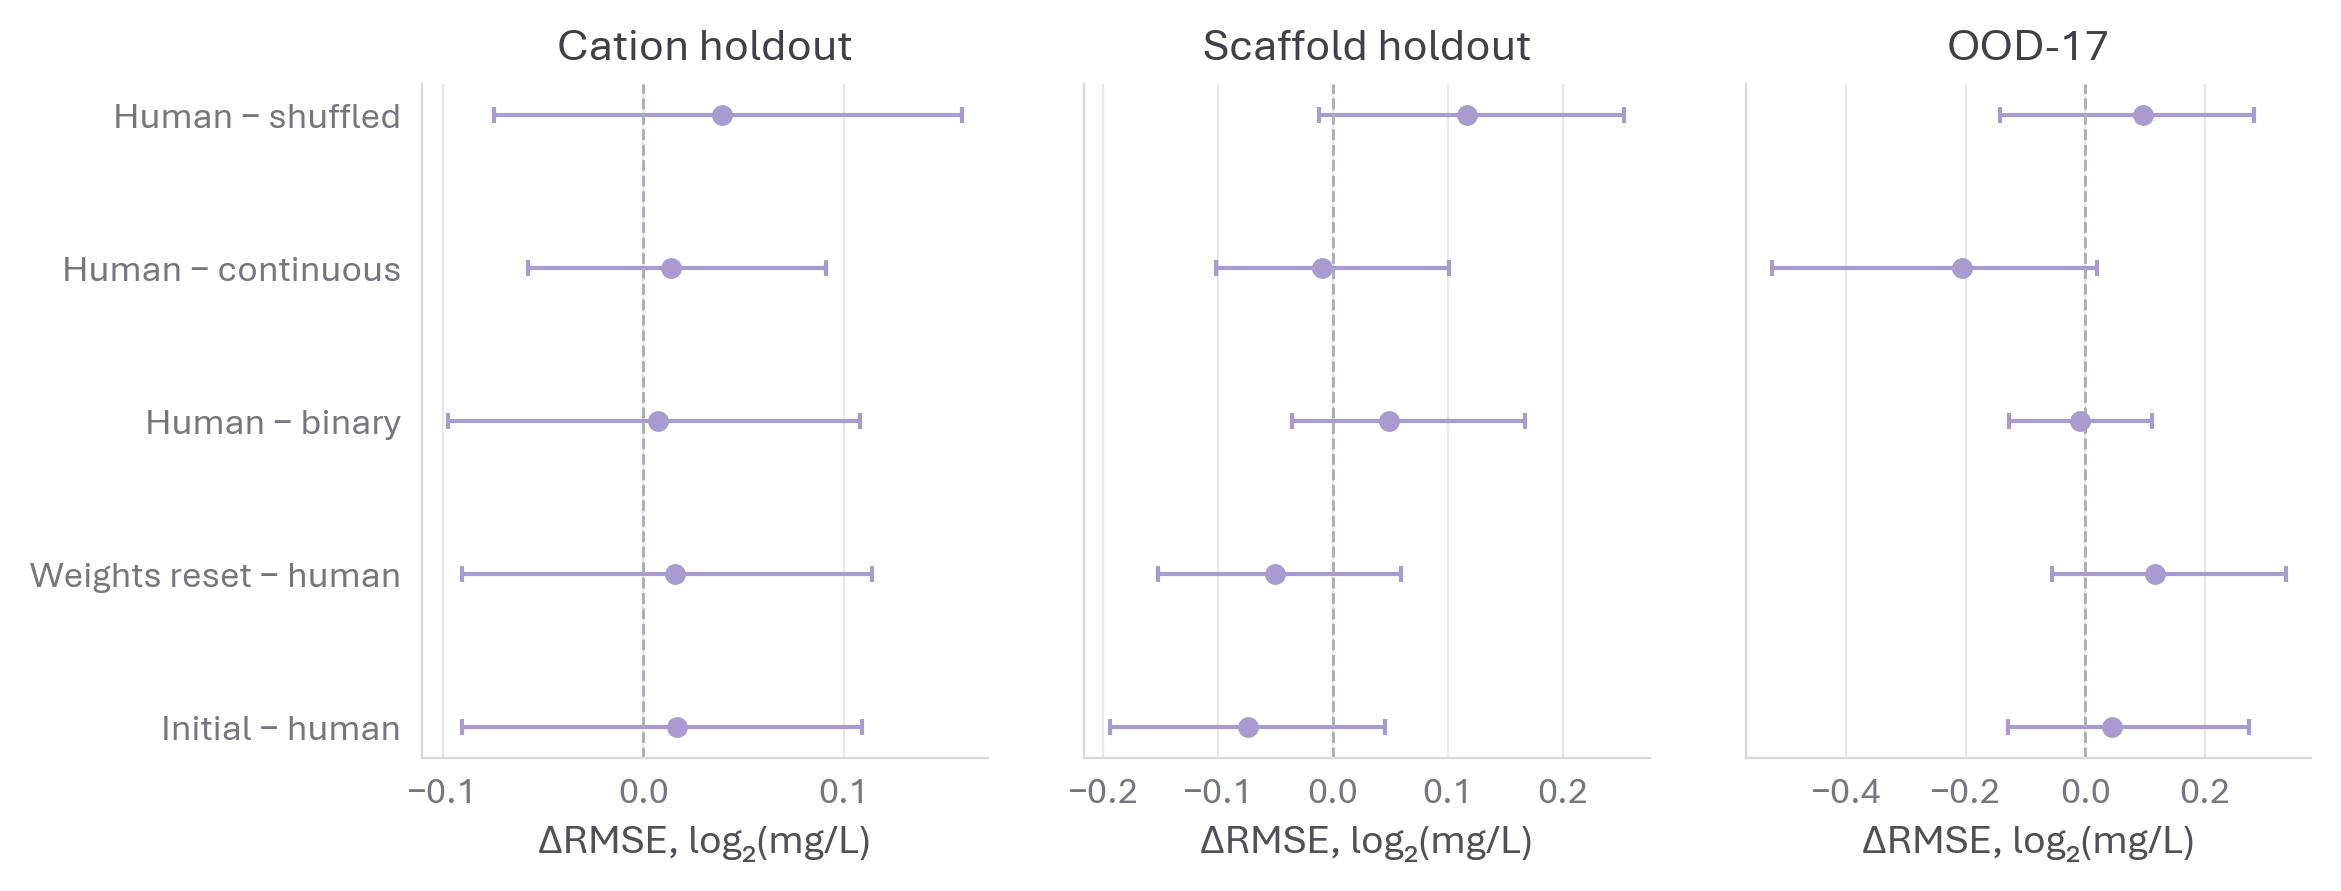 Cation holdout
Scaffold holdout
OOD-17
Human − shuffled
Human − continuous
Human − binary
Weights reset − human
Initial − human
−0.1 0.0 0.1
−0.2 −0.1 0.0 0.1 0.2
−0.4 −0.2 0.0 0.2
ΔRMSE, log₂(mg/L)
ΔRMSE, log₂(mg/L)
ΔRMSE, log₂(mg/L)